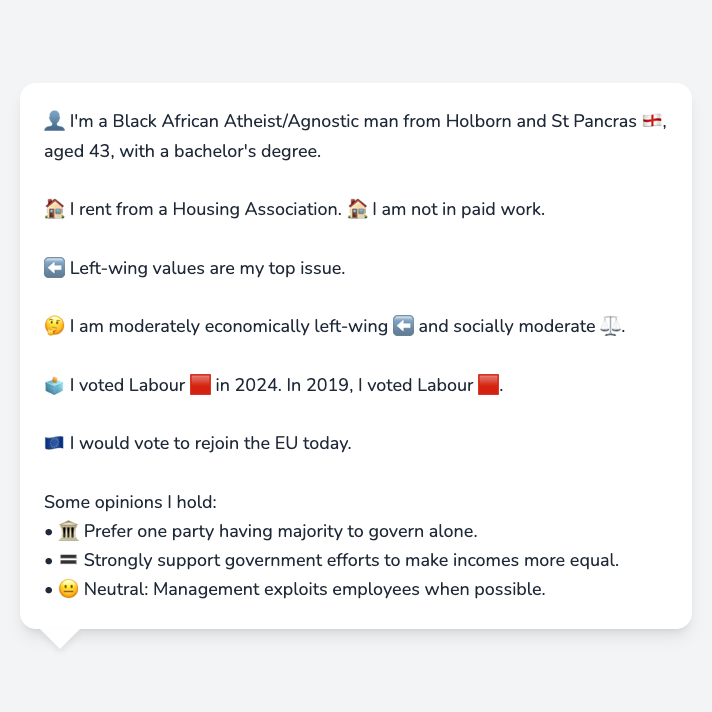 👤 I'm a Black African Atheist/Agnostic man from Holborn and St Pancras 🏴󠁧󠁢󠁥󠁮󠁧󠁿,
aged 43, with a bachelor's degree.
🏠 I rent from a Housing Association. 🏠 I am not in paid work.
⬅️ Left-wing values are my top issue.
🤔 I am moderately economically left-wing ⬅️ and socially moderate ⚖️.
🗳️ I voted Labour 🟥 in 2024. In 2019, I voted Labour 🟥.
🇪🇺 I would vote to rejoin the EU today.
Some opinions I hold:
• 🏛️ Prefer one party having majority to govern alone.
• 🟰 Strongly support government efforts to make incomes more equal.
• 😐 Neutral: Management exploits employees when possible.